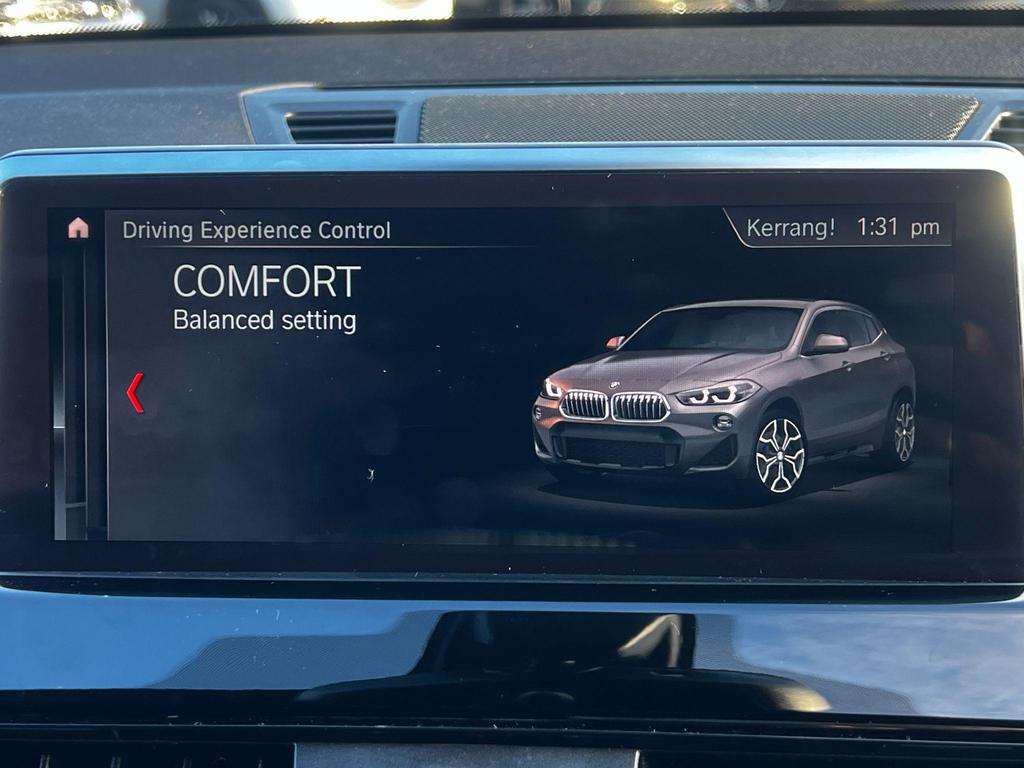 Driving Experience Control
Kerrang! 1:31 pm
COMFORT
Balanced setting